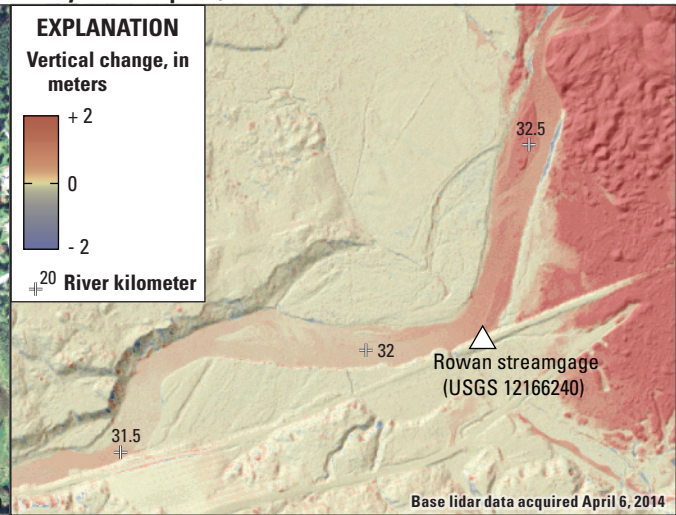 EXPLANATION
Vertical change, in
meters
+ 2
0
- 2
20 River kilometer
32.5
32
Rowan streamgage
(USGS 12166240)
31.5
Base lidar data acquired April 6, 2014